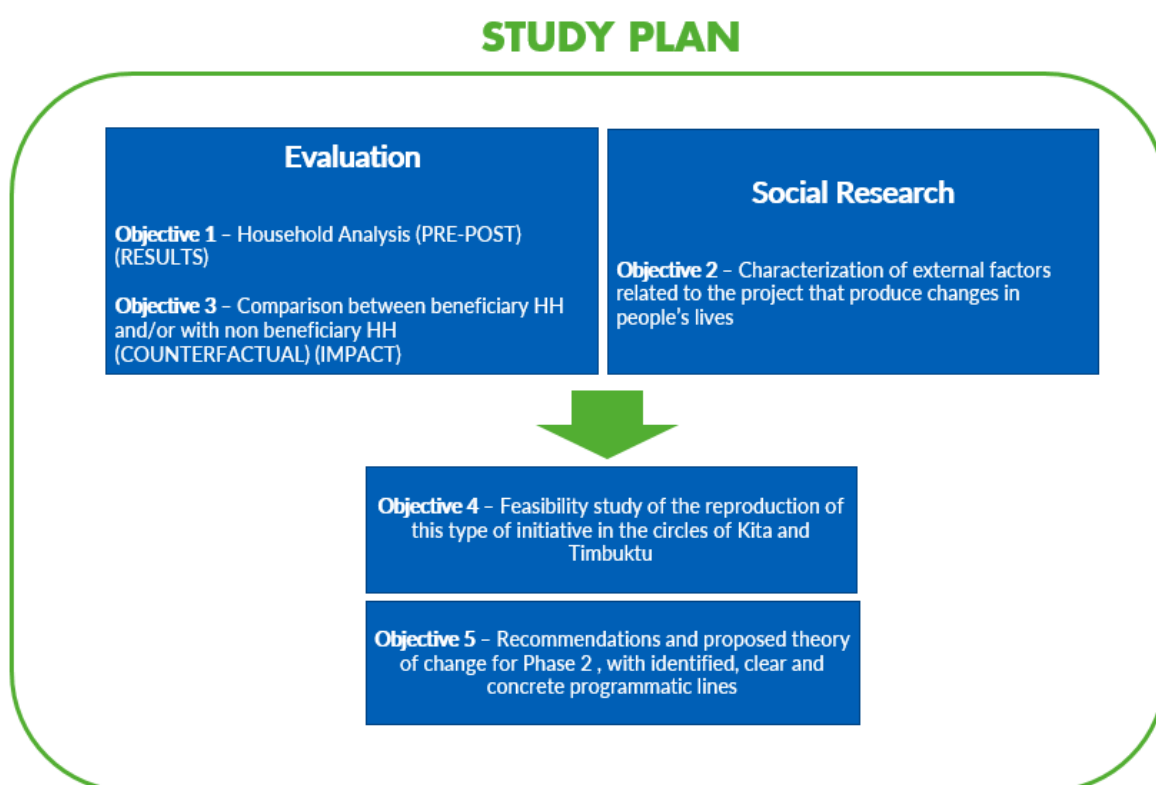 STUDY PLAN
Evaluation
Objective 1 – Household Analysis (PRE-POST)
(RESULTS)
Objective 3 – Comparison between beneficiary HH
and/or with non beneficiary HH
(COUNTERFACTUAL) (IMPACT)
Social Research
Objective 2 – Characterization of external factors
related to the project that produce changes in
people's lives
Objective 4 – Feasibility study of the reproduction of
this type of initiative in the circles of Kita and
Timbuktu
Objective 5 – Recommendations and proposed theory
of change for Phase 2 , with identified, clear and
concrete programmatic lines